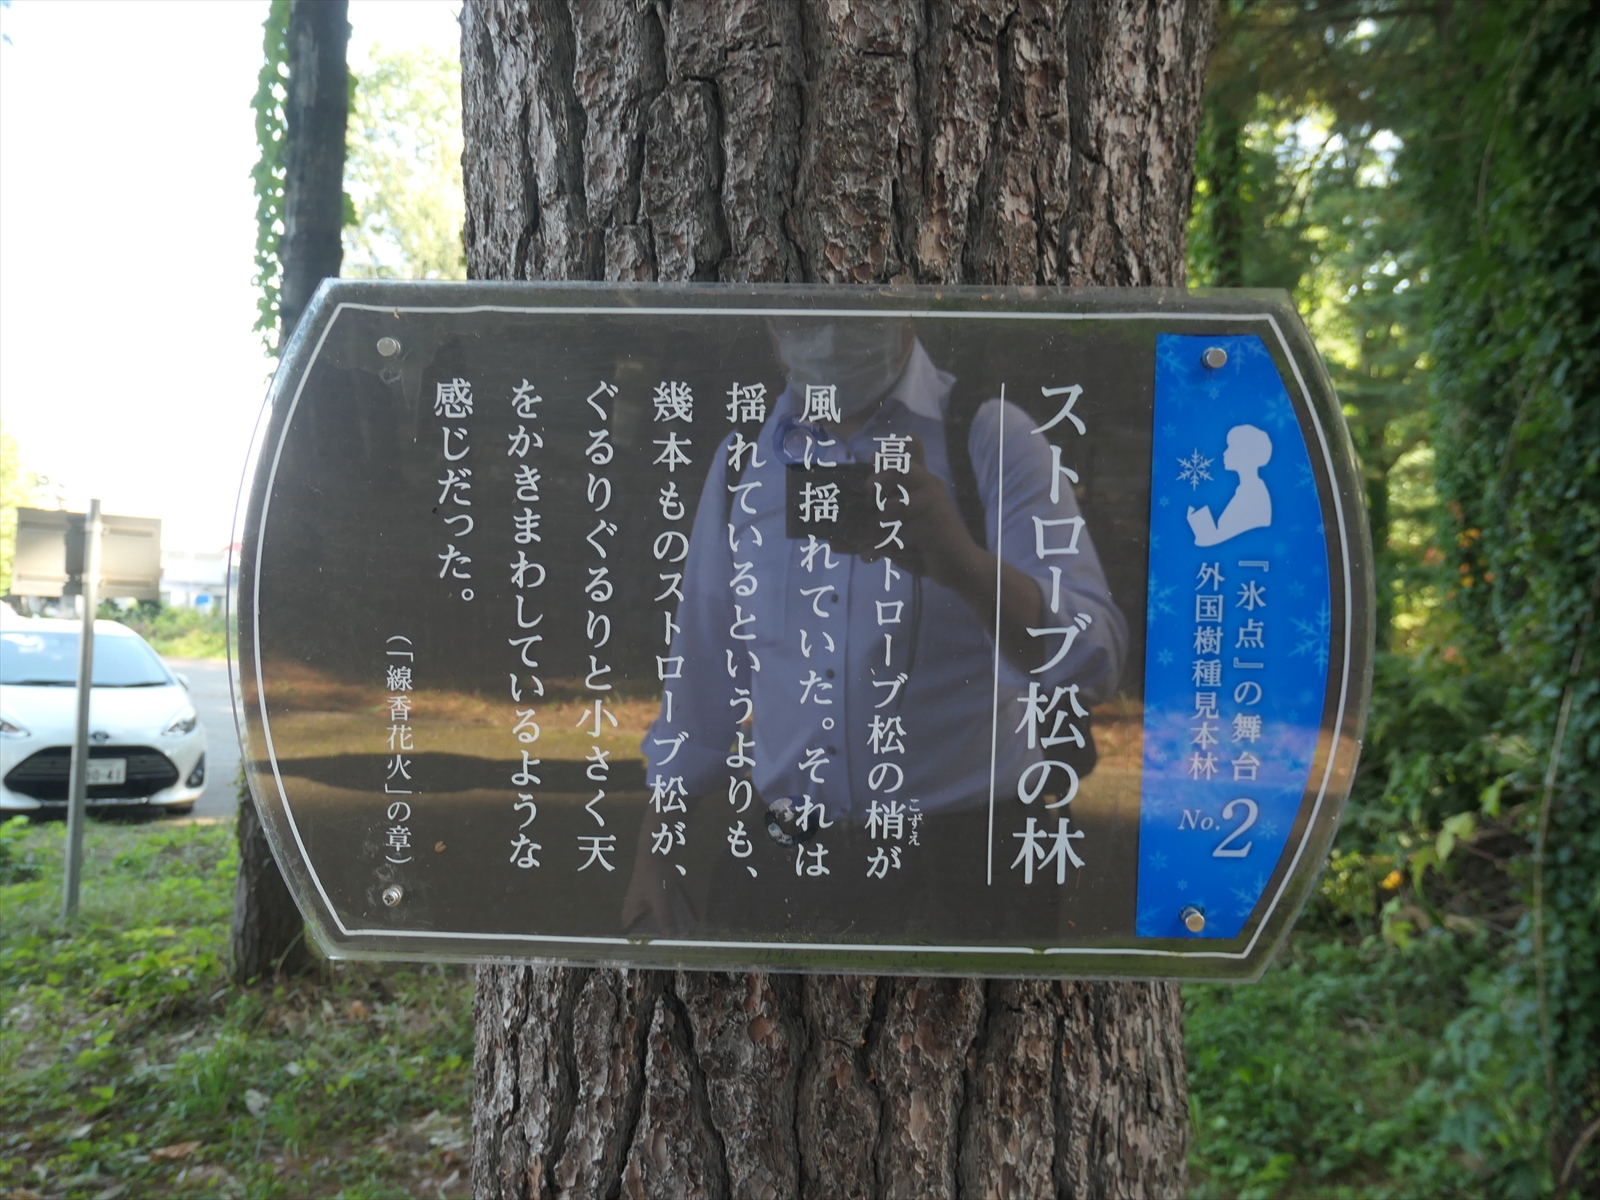 『氷点』の舞台
外国樹種見本林
No.2
ストローブ松の林
高いストローブ松の梢が
こずえ
風に揺れていた。それは
揺れているというよりも、
幾本ものストローブ松が、
ぐるりぐるりと小さく天
をかきまわしているような
感じだった。
（「線香花火」の章）